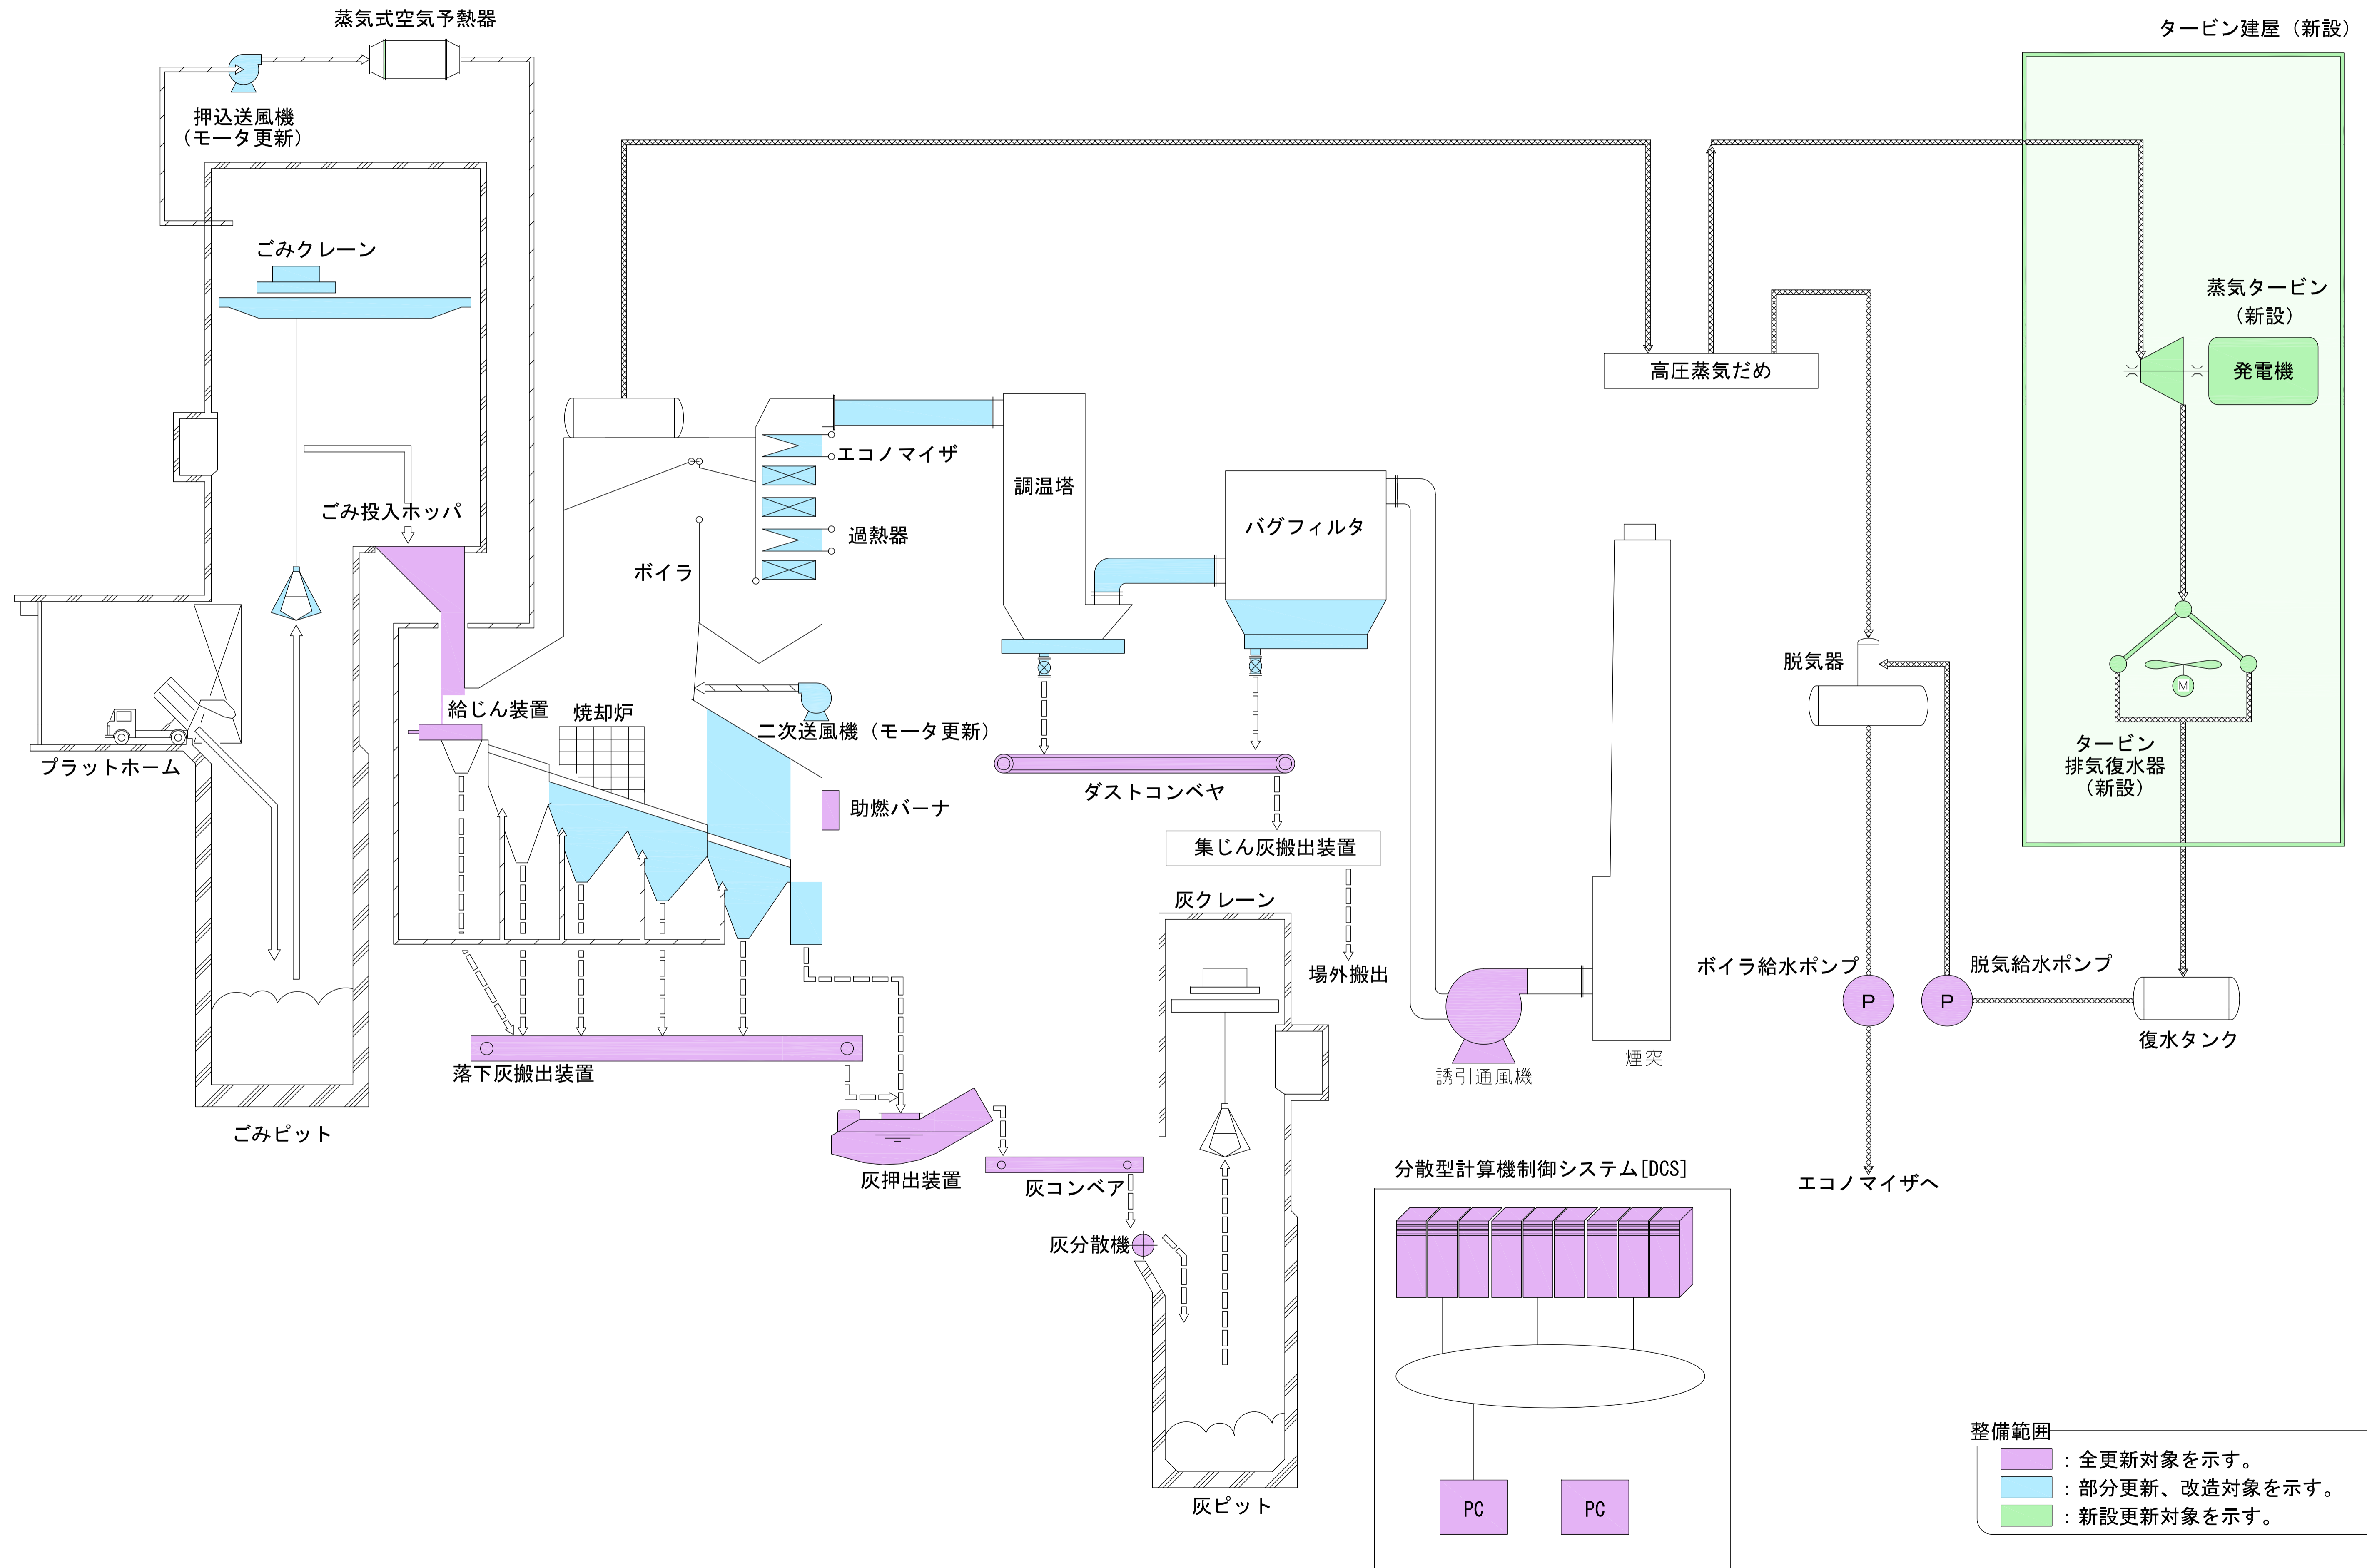 蒸気式空気予熱器
タービン建屋（新設）
押込送風機
（モータ更新）
ごみクレーン
蒸気タービン
（新設）
発電機
高圧蒸気だめ
エコノマイザ
調温塔
バグフィルタ
ごみ投入ホッパ
過熱器
ボイラ
脱気器
M
給じん装置
焼却炉
二次送風機（モータ更新）
タービン
排気復水器
（新設）
プラットホーム
ダストコンベヤ
助燃バーナ
集じん灰搬出装置
灰クレーン
場外搬出
ボイラ給水ポンプ
脱気給水ポンプ
P
P
復水タンク
煙突
誘引通風機
落下灰搬出装置
ごみピット
灰押出装置
灰コンベア
分散型計算機制御システム[DCS]
エコノマイザへ
灰分散機
PC
PC
灰ピット
整備範囲
：全更新対象を示す。
：部分更新、改造対象を示す。
：新設更新対象を示す。